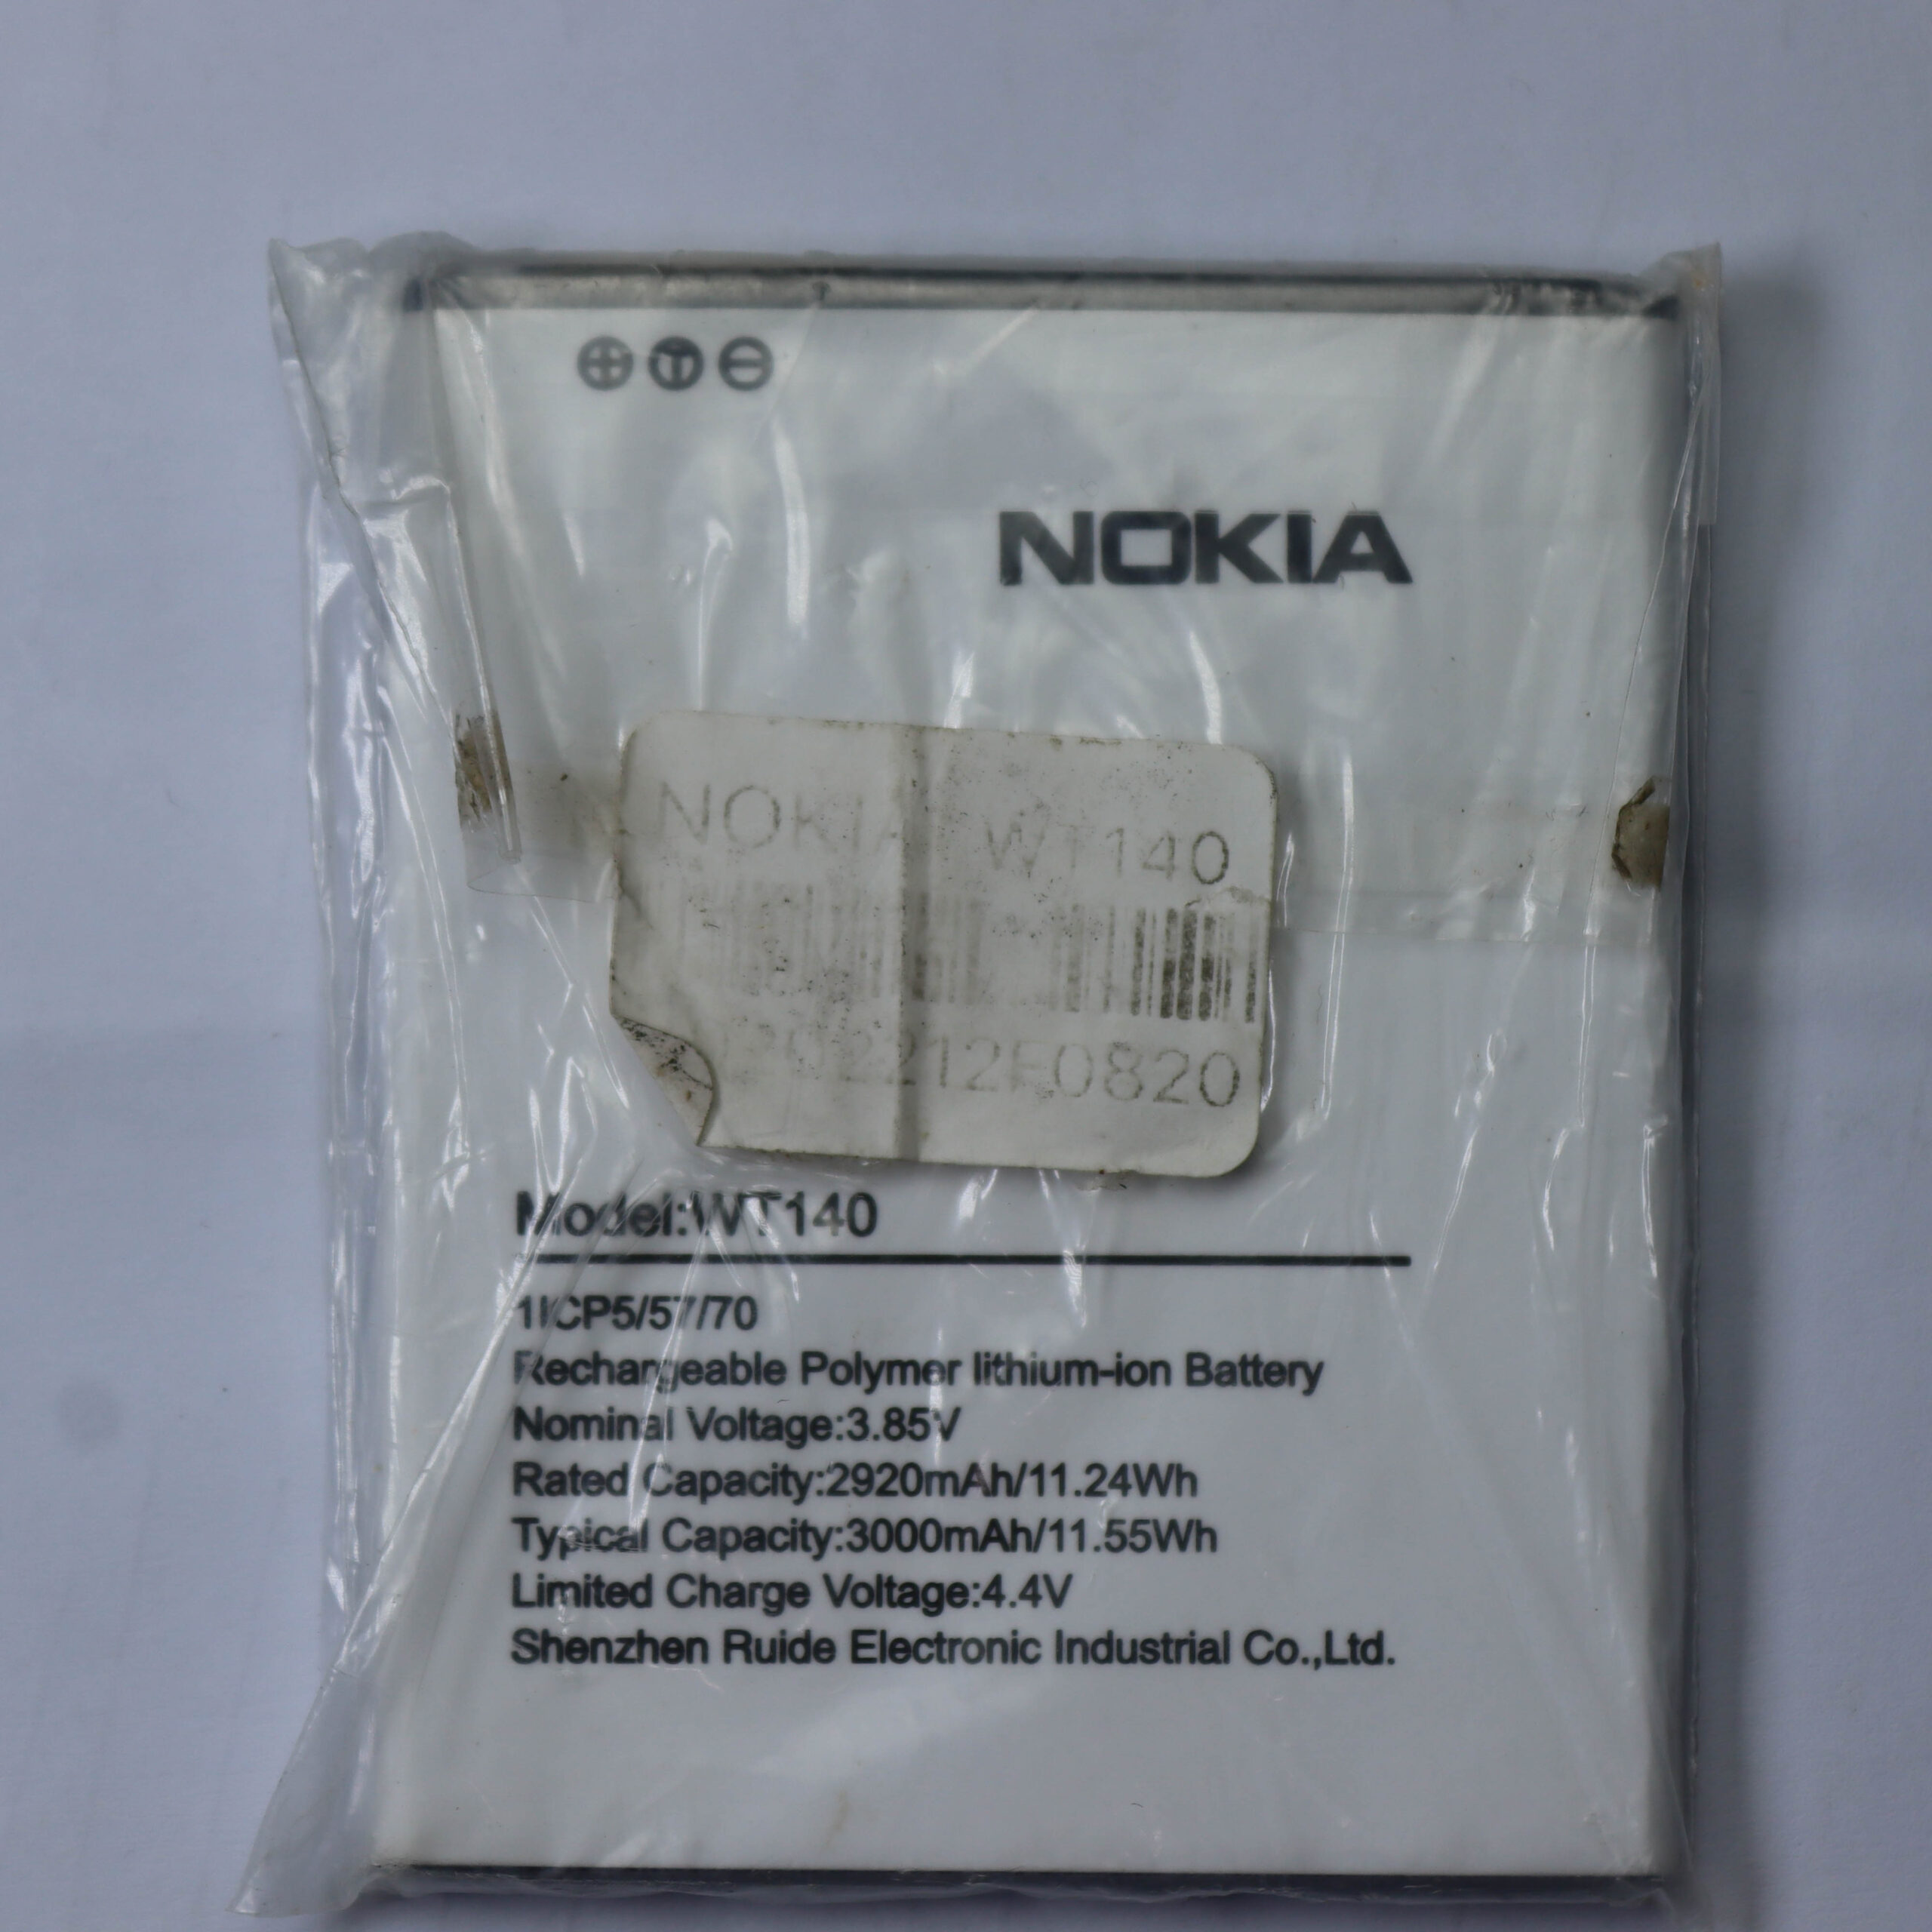 NOKIA
NOKIA WT140
Model:WT140
1ICP5/57/70
Rechargeable Polymer lithium-ion Battery
Nominal Voltage:3.85V
Rated Capacity:2920mAh/11.24Wh
Typical Capacity:3000mAh/11.55Wh
Limited Charge Voltage:4.4V
Shenzhen Ruide Electronic Industrial Co.,Ltd.